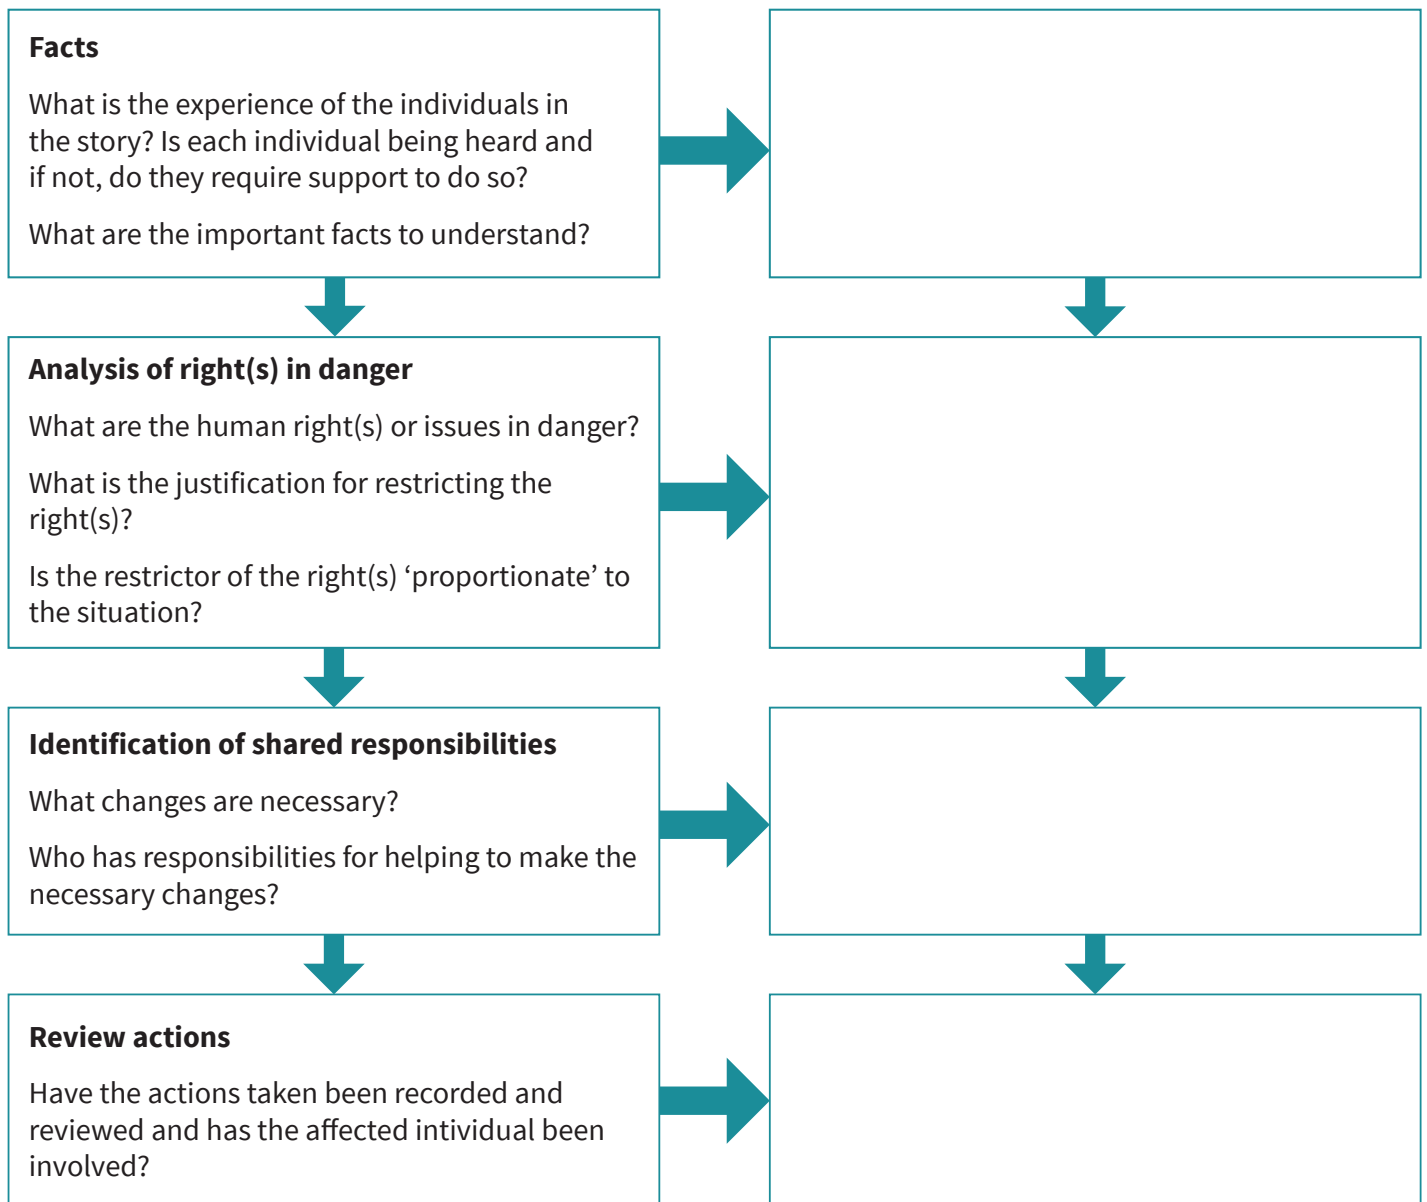 Facts
What is the experience of the individuals in
the story? Is each individual being heard and
if not, do they require support to do so?
What are the important facts to understand?
Analysis of right(s) in danger
What are the human right(s) or issues in danger?
What is the justification for restricting the
right(s)?
Is the restrictor of the right(s) ‘proportionate’ to
the situation?
Identification of shared responsibilities
What changes are necessary?
Who has responsibilities for helping to make the
necessary changes?
Review actions
Have the actions taken been recorded and
reviewed and has the affected intividual been
involved?